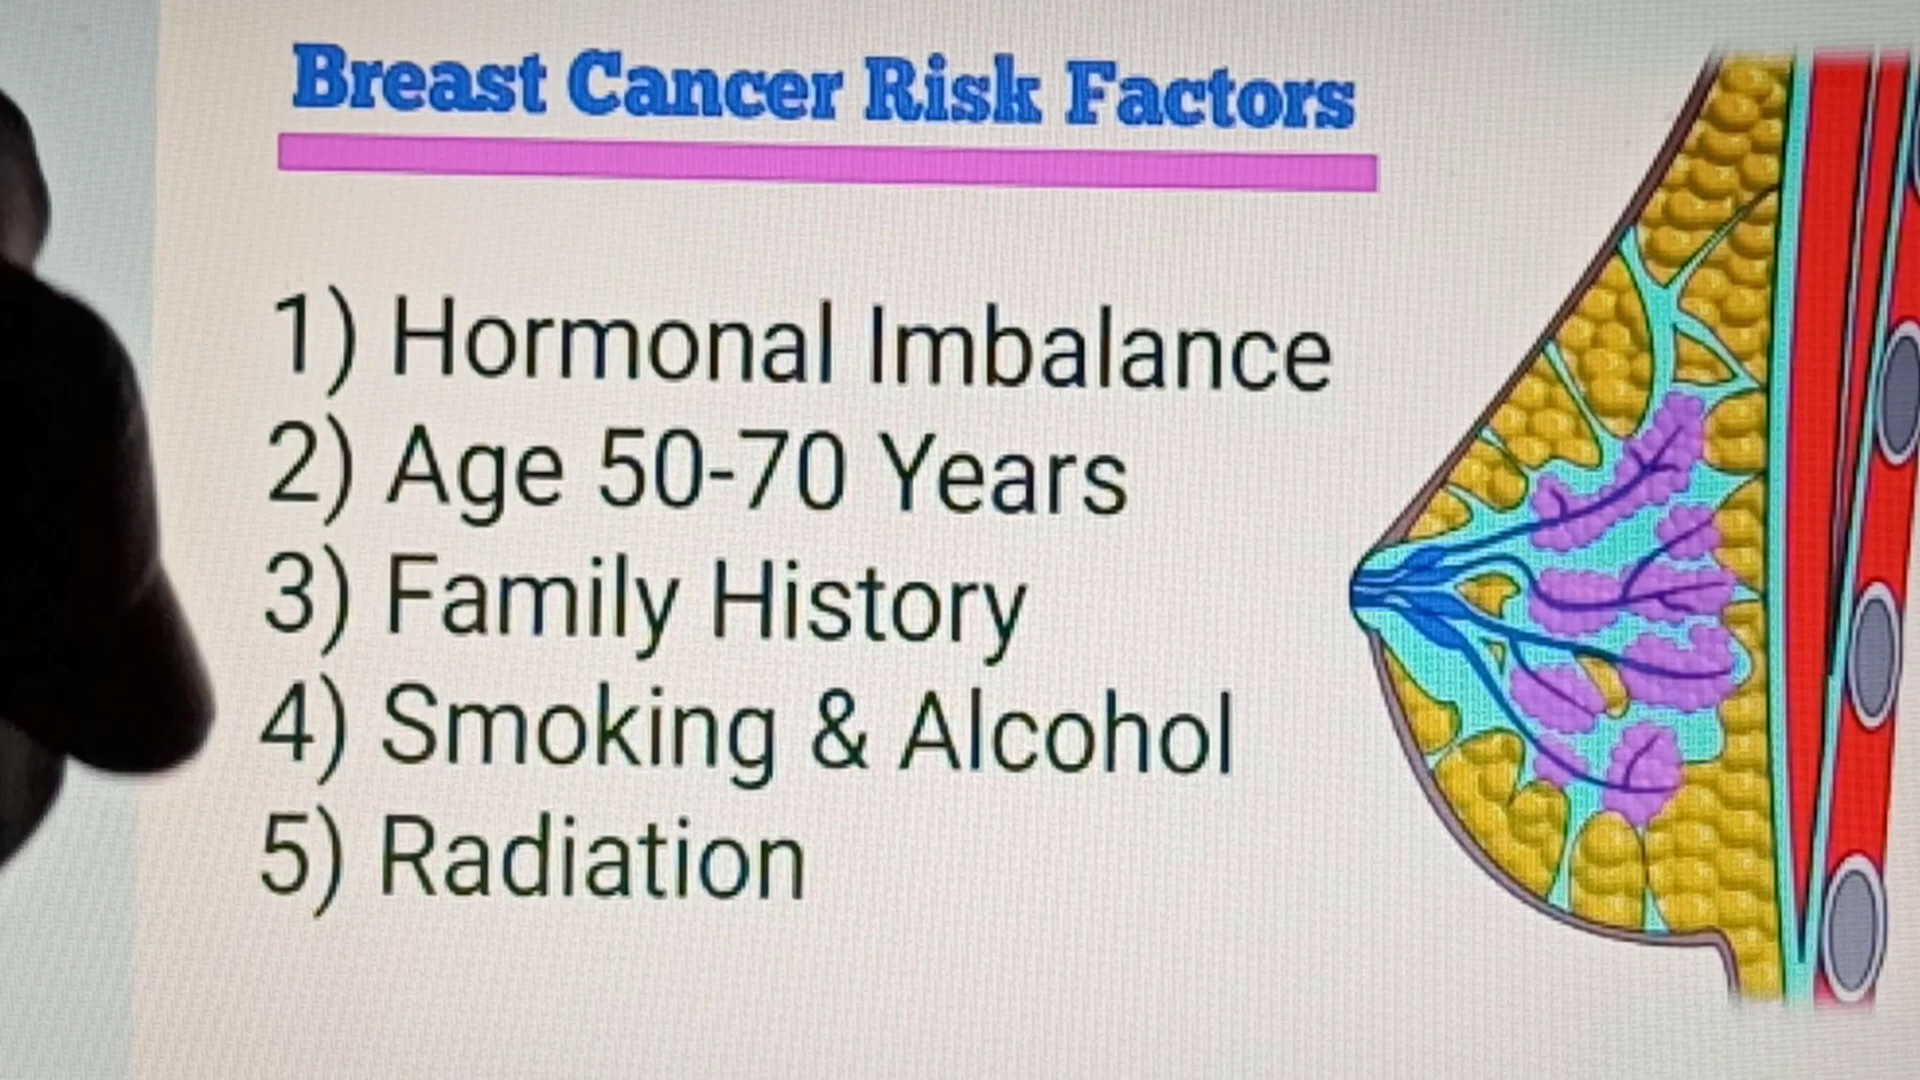 Breast Cancer Risk Factors
1) Hormonal Imbalance
2) Age 50-70 Years
3) Family History
4) Smoking & Alcohol
5) Radiation